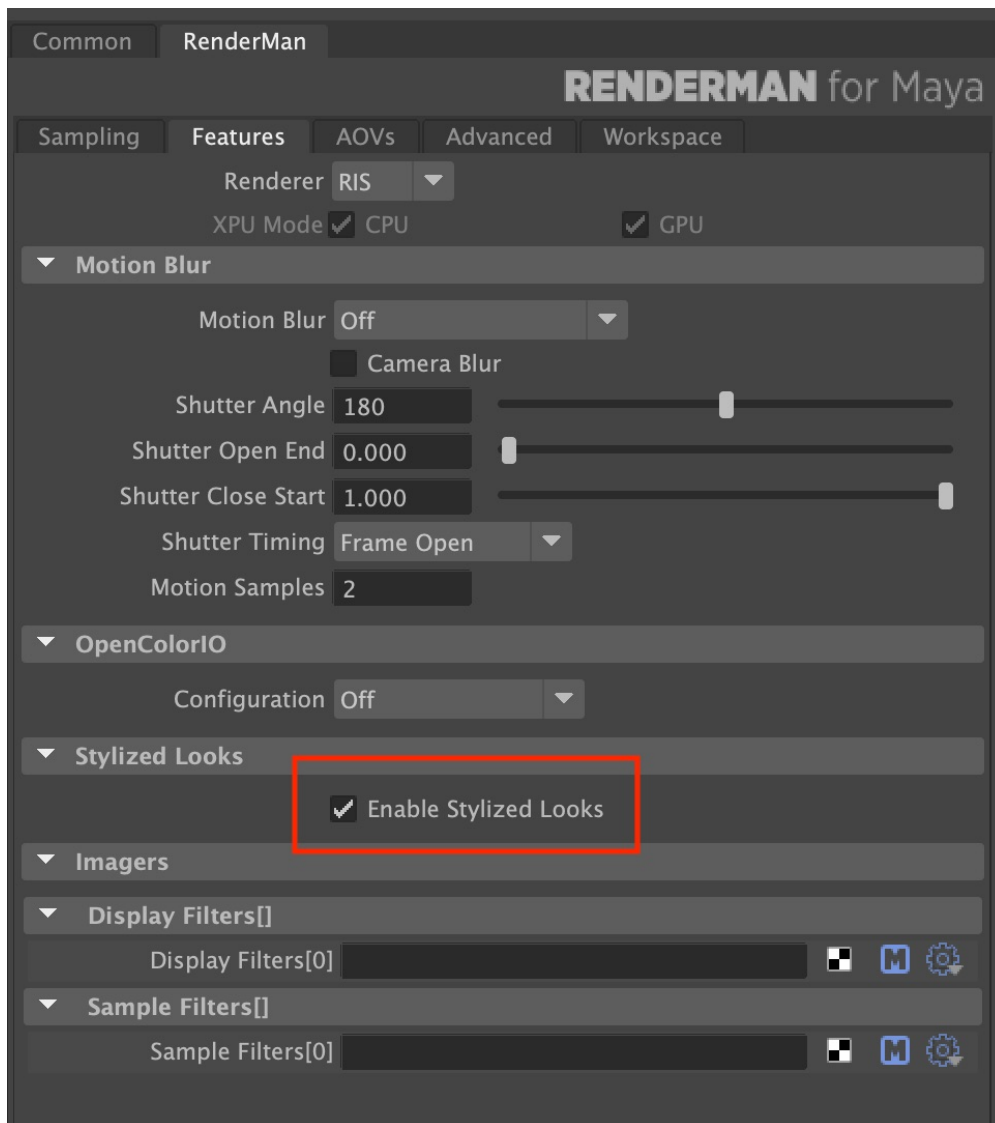 Common RenderMan
RENDERMAN for Maya
Sampling Features AOVs Advanced Workspace
Renderer RIS
XPU Mode CPU GPU
Motion Blur
Motion Blur Off
Camera Blur
Shutter Angle 180
Shutter Open End 0.000
Shutter Close Start 1.000
Shutter Timing Frame Open
Motion Samples 2
OpenColorIO
Configuration Off
Stylized Looks
Enable Stylized Looks
Imagers
Display Filters[]
Display Filters[0] M
Sample Filters[]
Sample Filters[0] M